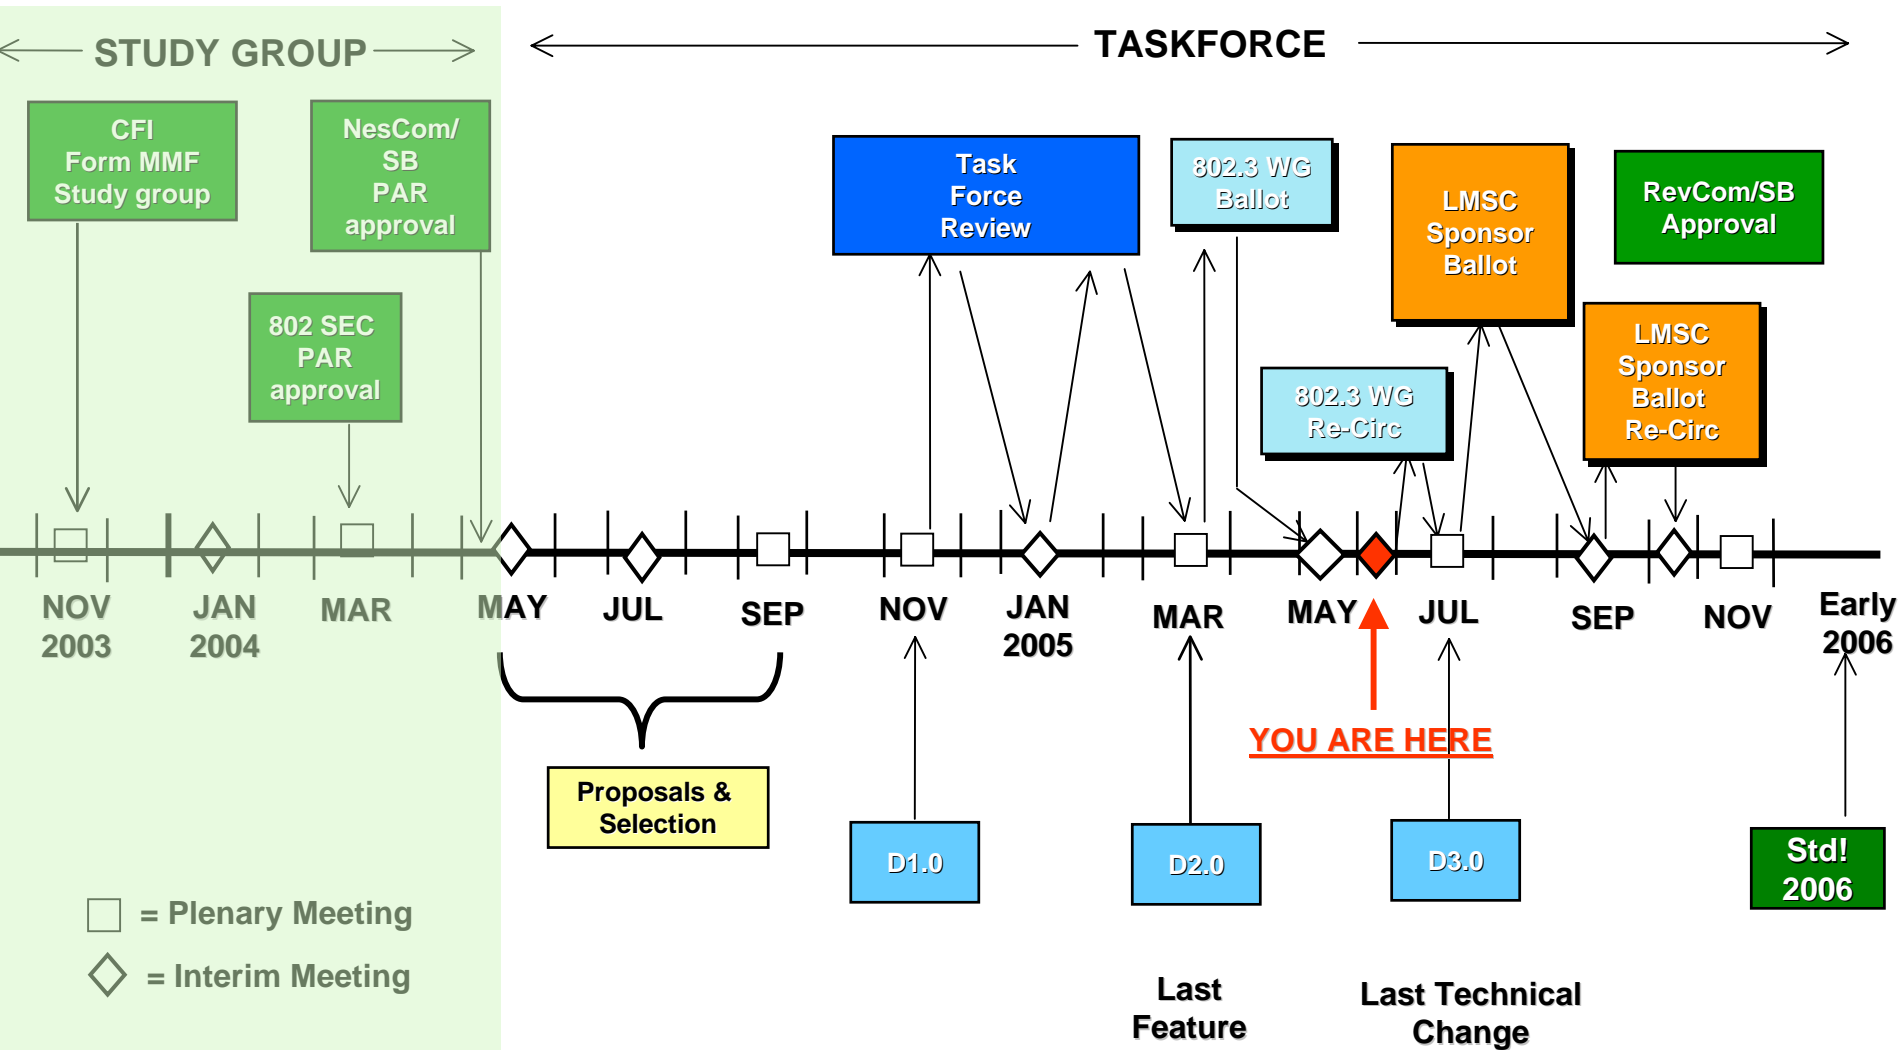 STUDY GROUP
TASKFORCE
CFI
Form MMF
Study group
NesCom/
SB
PAR
approval
802 SEC
PAR
approval
Task
Force
Review
802.3 WG
Ballot
802.3 WG
Re-Circ
LMSC
Sponsor
Ballot
LMSC
Sponsor
Ballot
Re-Circ
RevCom/SB
Approval
NOV
2003
JAN
2004
MAR
MAY
JUL
SEP
NOV
JAN
2005
MAR
MAY
JUL
SEP
NOV
Early
2006
YOU ARE HERE
Proposals &
Selection
D1.0
D2.0
D3.0
Std!
2006
= Plenary Meeting
= Interim Meeting
Last
Feature
Last Technical
Change